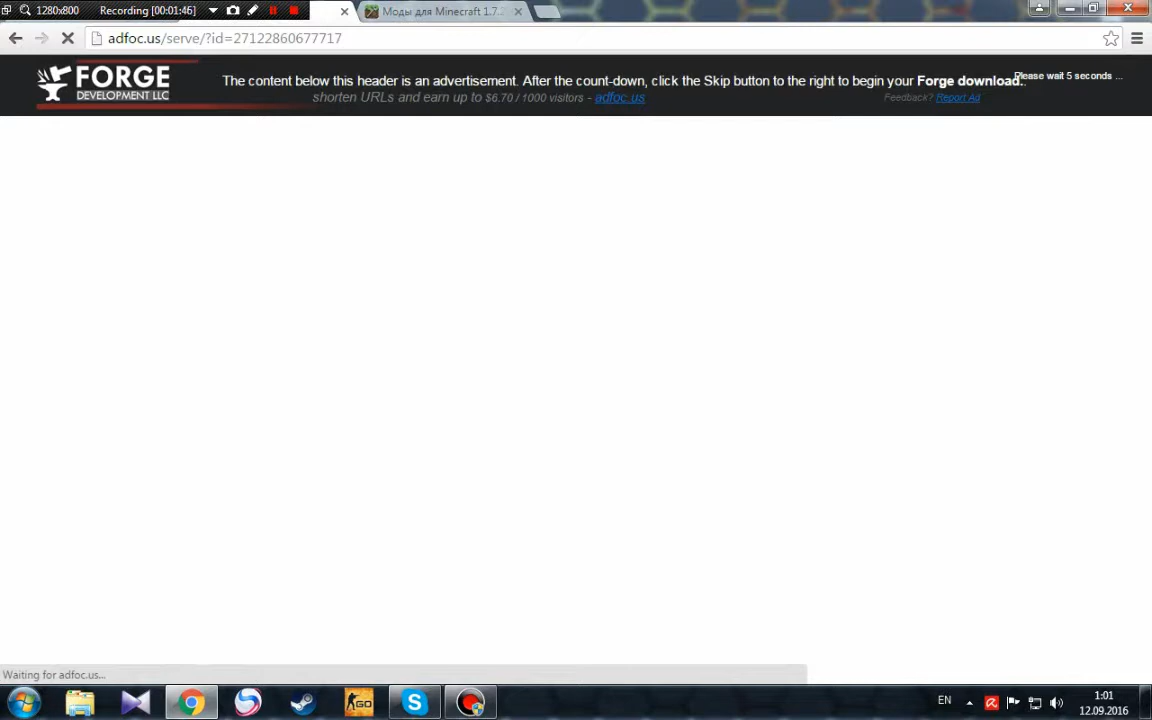 1280x800 Recording [00:01:46]
Моды для Minecraft 1.7.2
adfoc.us/serve/?id=27122860677717
FORGE
DEVELOPMENT LLC
The content below this header is an advertisement. After the count-down, click the Skip button to the right to begin your Forge download..
Please wait 5 seconds ...
shorten URLs and earn up to $6.70 / 1000 visitors - adfoc.us
Feedback? Report Ad
Waiting for adfoc.us...
GO
EN
1:01
12.09.2016